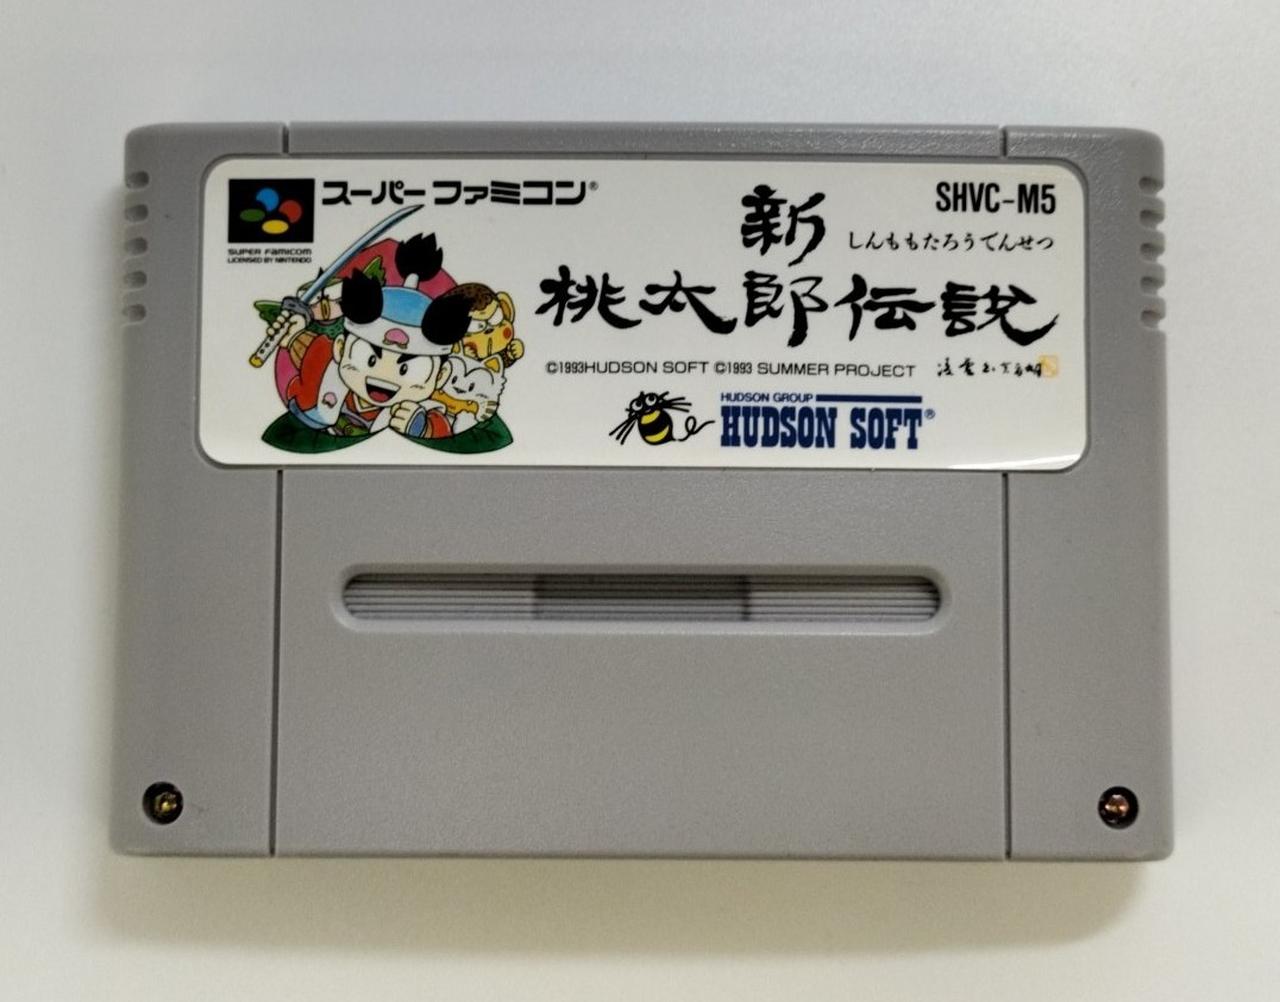 スーパーファミコン®
SUPER FAMICOM
LICENSED BY NINTENDO
SHVC-M5
新
しんももたろうでんせつ
桃太郎伝説
©1993HUDSON SOFT ©1993 SUMMER PROJECT
HUDSON GROUP
HUDSON SOFT®